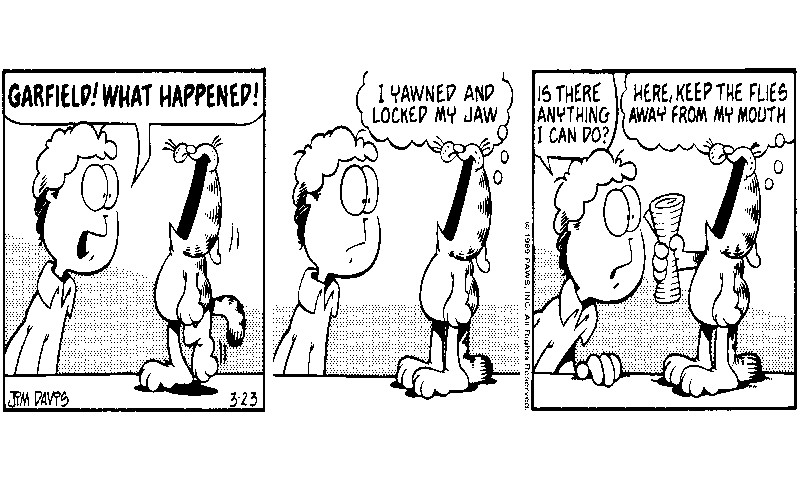 GARFIELD! WHAT HAPPENED!
JIM DAVIS
3-23
I YAWNED AND
LOCKED MY JAW
© 1989 PAWS, INC. All Rights Reserved.
IS THERE
ANYTHING
I CAN DO?
HERE, KEEP THE FLIES
AWAY FROM MY MOUTH